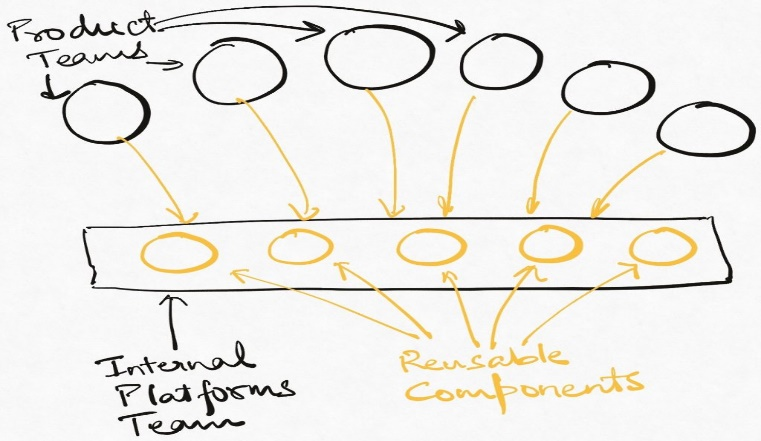 Product
Teams
Internal
Platforms
Team
Reusable
Components